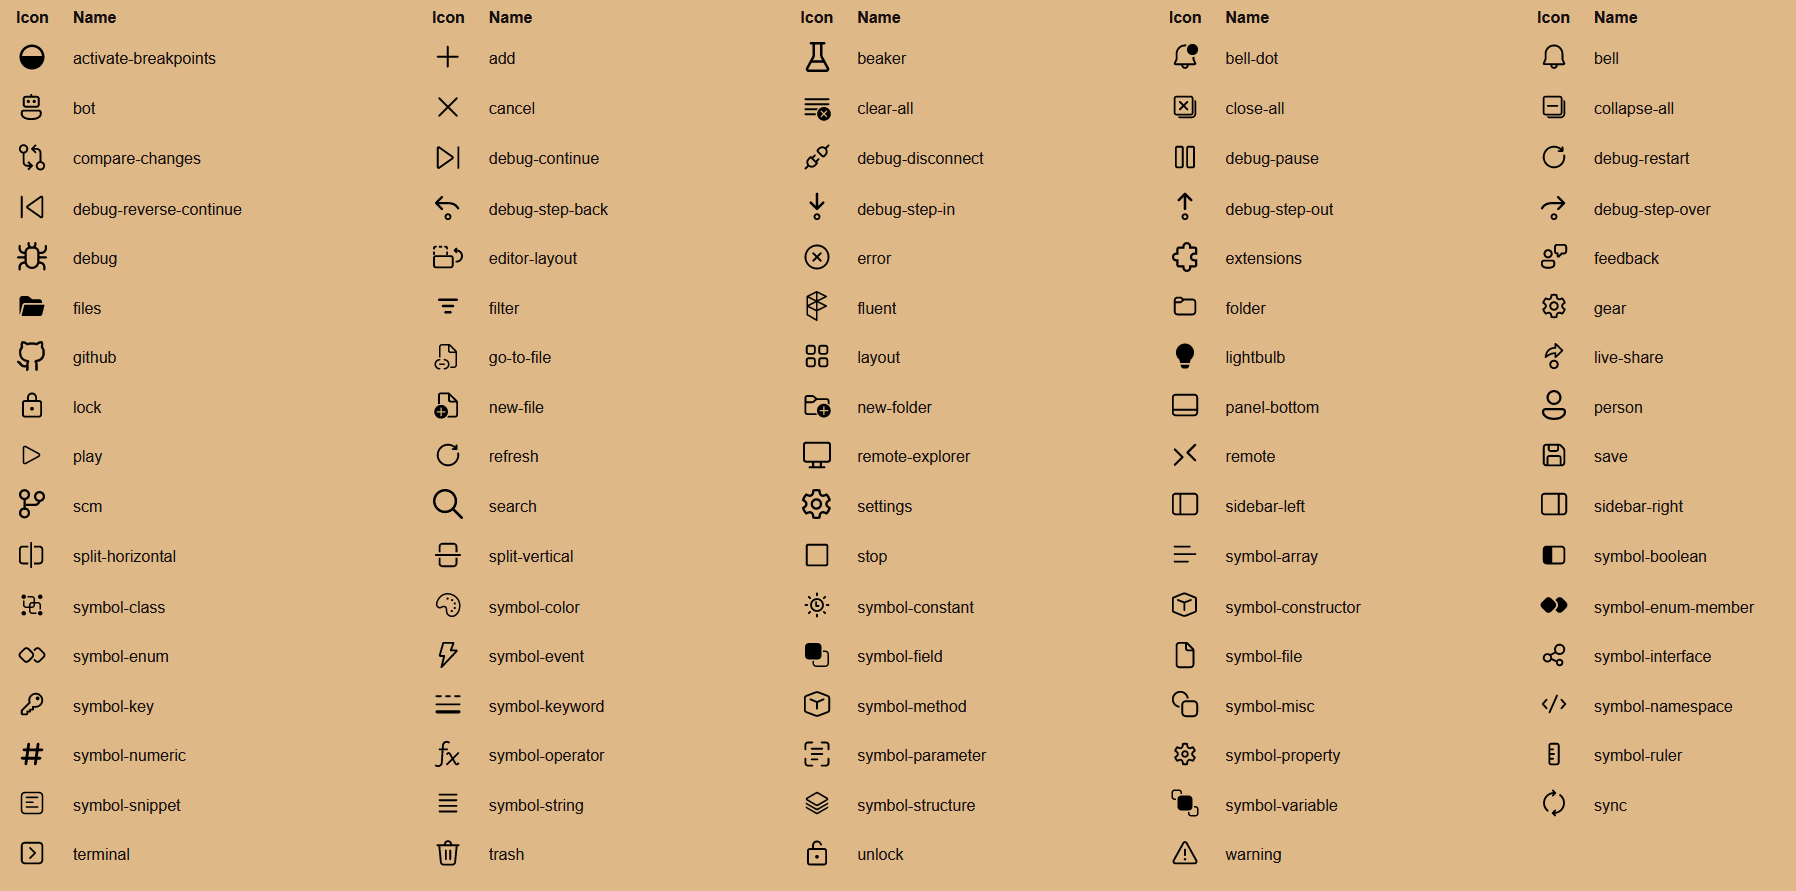 Icon Name Icon Name Icon Name Icon Name Icon Name
activate-breakpoints add beaker bell-dot bell
bot cancel clear-all close-all collapse-all
compare-changes debug-continue debug-disconnect debug-pause debug-restart
debug-reverse-continue debug-step-back debug-step-in debug-step-out debug-step-over
debug editor-layout error extensions feedback
files filter fluent folder gear
github go-to-file layout lightbulb live-share
lock new-file new-folder panel-bottom person
play refresh remote-explorer remote save
scm search settings sidebar-left sidebar-right
split-horizontal split-vertical stop symbol-array symbol-boolean
symbol-class symbol-color symbol-constant symbol-constructor symbol-enum-member
symbol-enum symbol-event symbol-field symbol-file symbol-interface
symbol-key symbol-keyword symbol-method symbol-misc symbol-namespace
symbol-numeric symbol-operator symbol-parameter symbol-property symbol-ruler
symbol-snippet symbol-string symbol-structure symbol-variable sync
terminal trash unlock warning